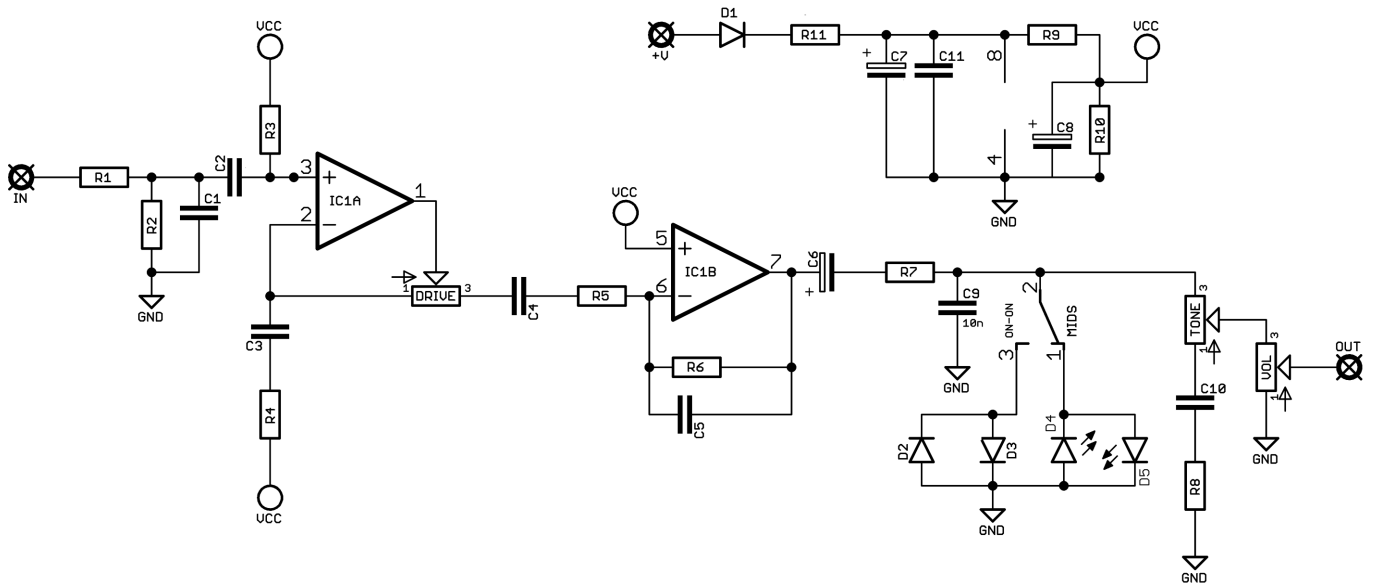 VCC
D1
+V
R11
+
C7
C11
8
4
R9
VCC
+
C8
R10
GND
IN
R1
R2
C1
GND
C2
R3
3
+
2
−
IC1A
1
1
DRIVE
3
C3
R4
VCC
C4
R5
VCC
5
+
6
−
IC1B
7
R6
C5
C6
+
R7
C9
10n
GND
2
ON-ON
MIDS
3
1
D2
D3
D4
D5
GND
3
TONE
1
C10
R8
GND
3
VOL
1
GND
OUT